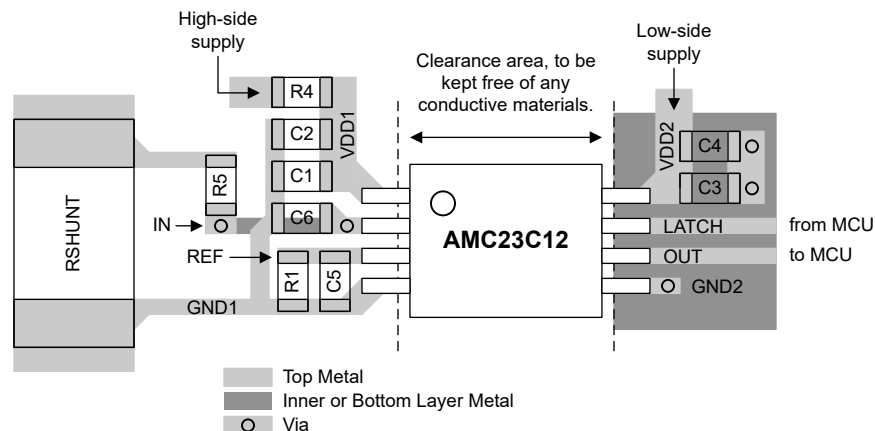 High-side
supply
Clearance area, to be
kept free of any
conductive materials.
Low-side
supply
R4
C2
C1
C6
VDD1
R5
IN
REF
R1
C5
RSHUNT
GND1
AMC23C12
VDD2
C4
C3
LATCH
from MCU
OUT
to MCU
GND2
Top Metal
Inner or Bottom Layer Metal
Via